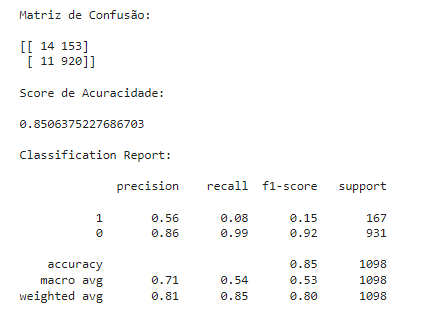 Matriz de Confusão:
[[ 14 153]
[ 11 920]]
Score de Acuracidade:
0.8506375227686703
Classification Report:
precision recall f1-score support
1 0.56 0.08 0.15 167
0 0.86 0.99 0.92 931
accuracy 0.85 1098
macro avg 0.71 0.54 0.53 1098
weighted avg 0.81 0.85 0.80 1098